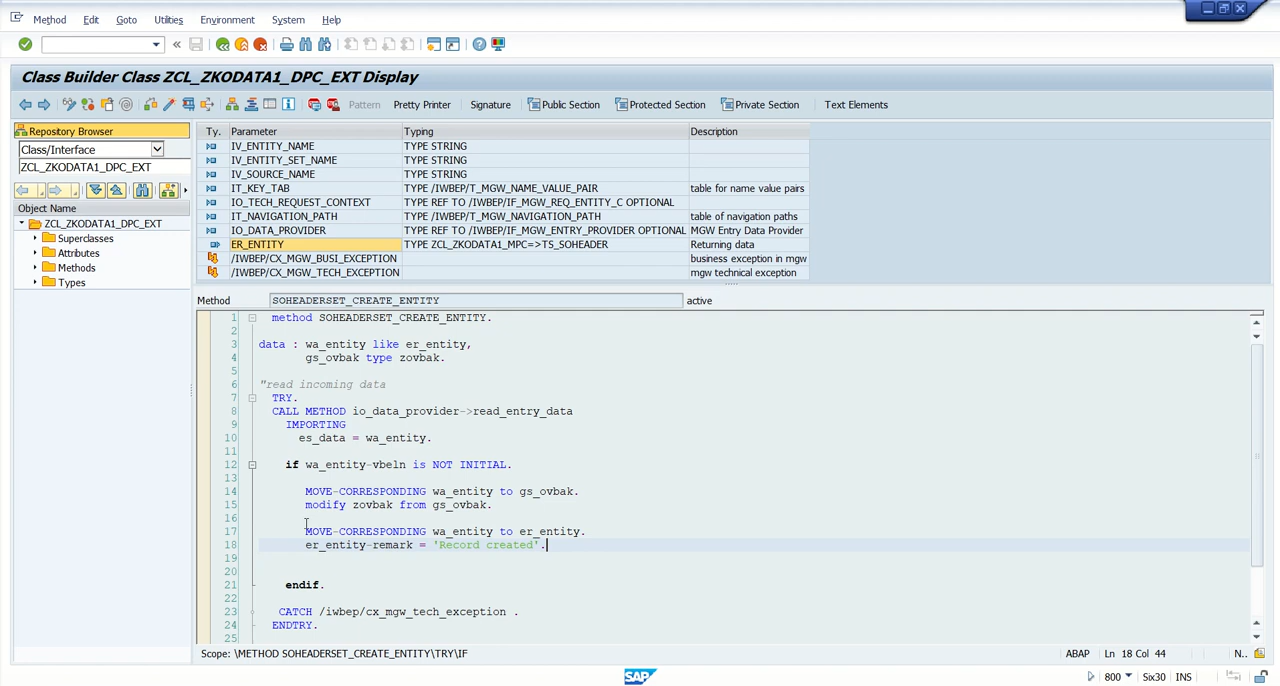 Method Edit Goto Utilities Environment System Help
Class Builder Class ZCL_ZKODATA1_DPC_EXT Display
Pattern Pretty Printer Signature Public Section Protected Section Private Section Text Elements
Repository Browser
Class/Interface
ZCL_ZKODATA1_DPC_EXT
Object Name
ZCL_ZKODATA1_DPC_EXT
Superclasses
Attributes
Methods
Types
Ty. Parameter Typing Description
IV_ENTITY_NAME TYPE STRING
IV_ENTITY_SET_NAME TYPE STRING
IV_SOURCE_NAME TYPE STRING
IT_KEY_TAB TYPE /IWBEP/T_MGW_NAME_VALUE_PAIR table for name value pairs
IO_TECH_REQUEST_CONTEXT TYPE REF TO /IWBEP/IF_MGW_REQ_ENTITY_C OPTIONAL
IT_NAVIGATION_PATH TYPE /IWBEP/T_MGW_NAVIGATION_PATH table of navigation paths
IO_DATA_PROVIDER TYPE REF TO /IWBEP/IF_MGW_ENTRY_PROVIDER OPTIONAL MGW Entry Data Provider
ER_ENTITY TYPE ZCL_ZKODATA1_MPC=>TS_SOHEADER Returning data
/IWBEP/CX_MGW_BUSI_EXCEPTION business exception in mgw
/IWBEP/CX_MGW_TECH_EXCEPTION mgw technical exception
Method SOHEADERSET_CREATE_ENTITY active
1 method SOHEADERSET_CREATE_ENTITY.
2
3 data : wa_entity like er_entity,
4 gs_ovbak type zovbak.
5
6 "read incoming data
7 TRY.
8 CALL METHOD io_data_provider->read_entry_data
9 IMPORTING
10 es_data = wa_entity.
11
12 if wa_entity-vbeln is NOT INITIAL.
13
14 MOVE-CORRESPONDING wa_entity to gs_ovbak.
15 modify zovbak from gs_ovbak.
16
17 MOVE-CORRESPONDING wa_entity to er_entity.
18 er_entity-remark = 'Record created'.
19
20
21 endif.
22
23 CATCH /iwbep/cx_mgw_tech_exception .
24 ENDTRY.
25
Scope: \METHOD SOHEADERSET_CREATE_ENTITY\TRY\IF ABAP Ln 18 Col 44 N..
SAP 800 Six30 INS